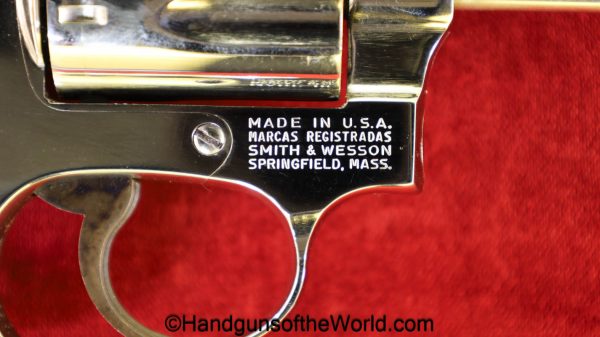 MADE IN U.S.A.
MARCAS REGISTRADAS
SMITH & WESSON
SPRINGFIELD, MASS.
©HandgunsoftheWorld.com